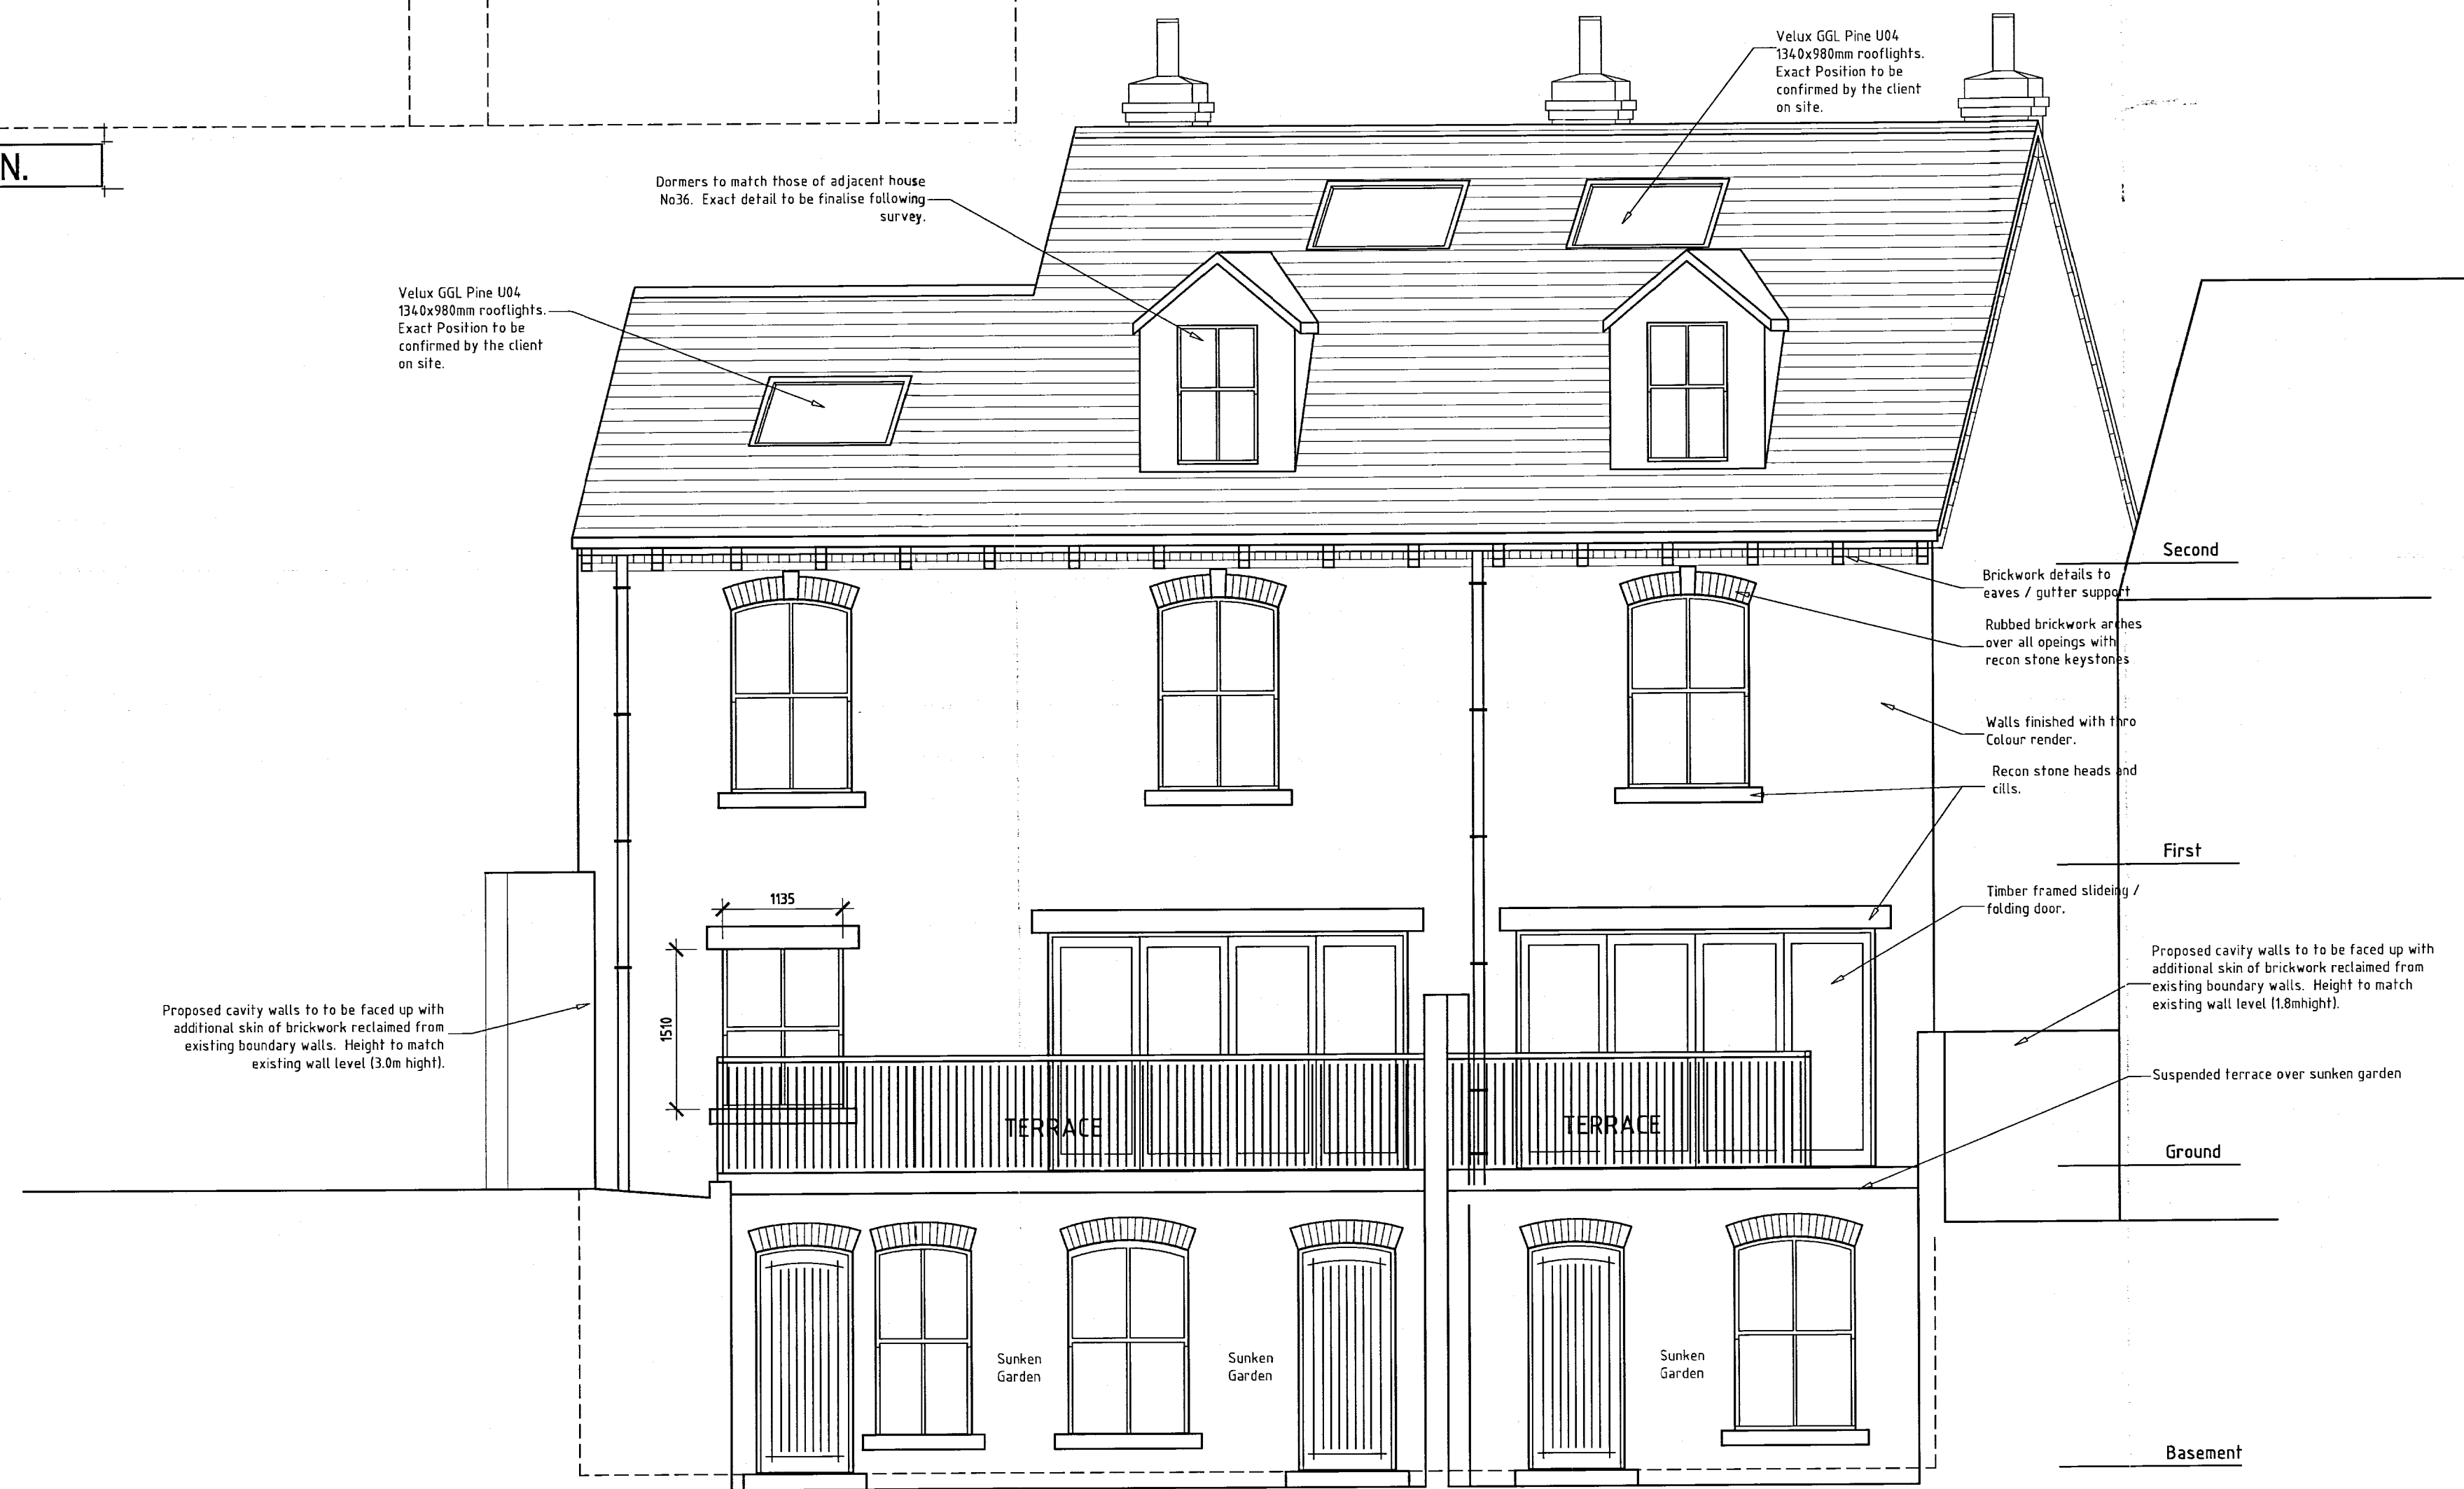 N.
Velux GGL Pine U04
1340x980mm rooflights.
Exact Position to be
confirmed by the client
on site.
Dormers to match those of adjacent house
No36. Exact detail to be finalise following
survey.
Velux GGL Pine U04
1340x980mm rooflights.
Exact Position to be
confirmed by the client
on site.
Second
Brickwork details to
eaves / gutter support
Rubbed brickwork arches
over all opeings with
recon stone keystones
Walls finished with thro
Colour render.
Recon stone heads and
cills.
First
Timber framed slideing /
folding door.
1135
1510
Proposed cavity walls to to be faced up with
additional skin of brickwork reclaimed from
existing boundary walls. Height to match
existing wall level (1.8mhight).
Proposed cavity walls to to be faced up with
additional skin of brickwork reclaimed from
existing boundary walls. Height to match
existing wall level (3.0m hight).
Suspended terrace over sunken garden
TERRACE
TERRACE
Ground
Sunken
Garden
Sunken
Garden
Sunken
Garden
Basement